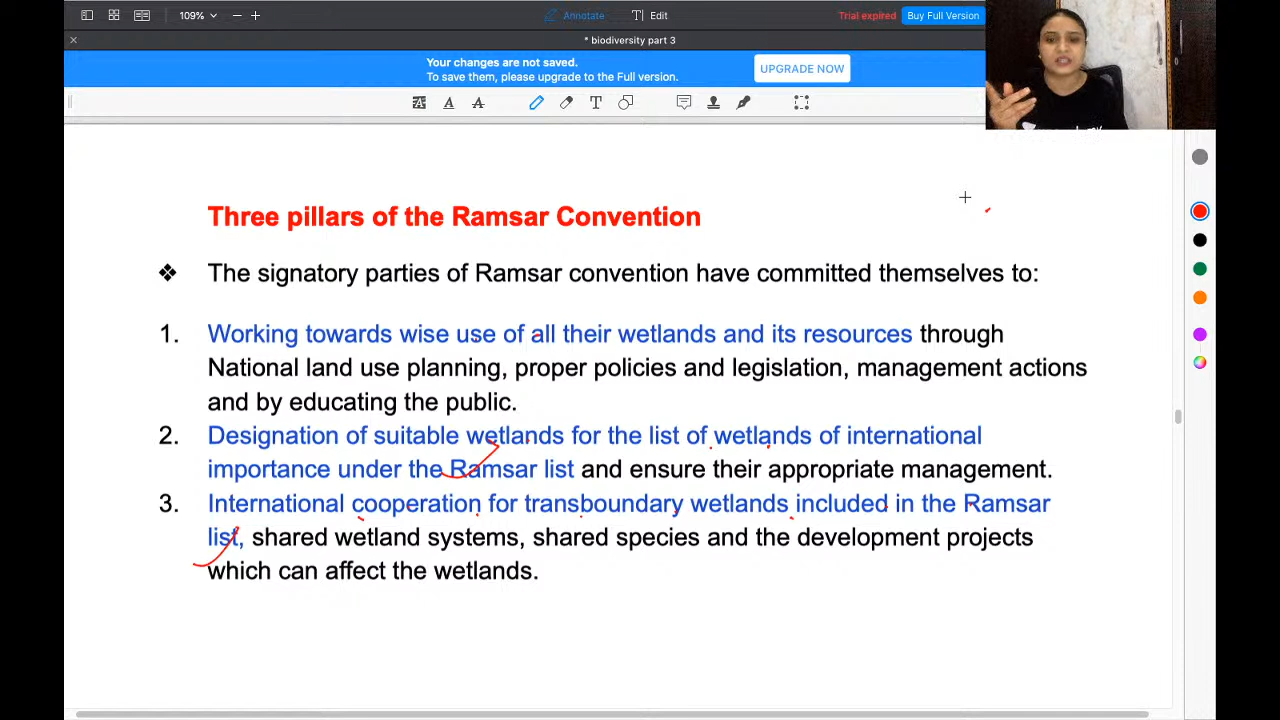 109%
Annotate
Edit
Trial expired
Buy Full Version
* biodiversity part 3
Your changes are not saved.
To save them, please upgrade to the Full version.
UPGRADE NOW
Three pillars of the Ramsar Convention
❖ The signatory parties of Ramsar convention have committed themselves to:
1. Working towards wise use of all their wetlands and its resources through
National land use planning, proper policies and legislation, management actions
and by educating the public.
2. Designation of suitable wetlands for the list of wetlands of international
importance under the Ramsar list and ensure their appropriate management.
3. International cooperation for transboundary wetlands included in the Ramsar
list, shared wetland systems, shared species and the development projects
which can affect the wetlands.